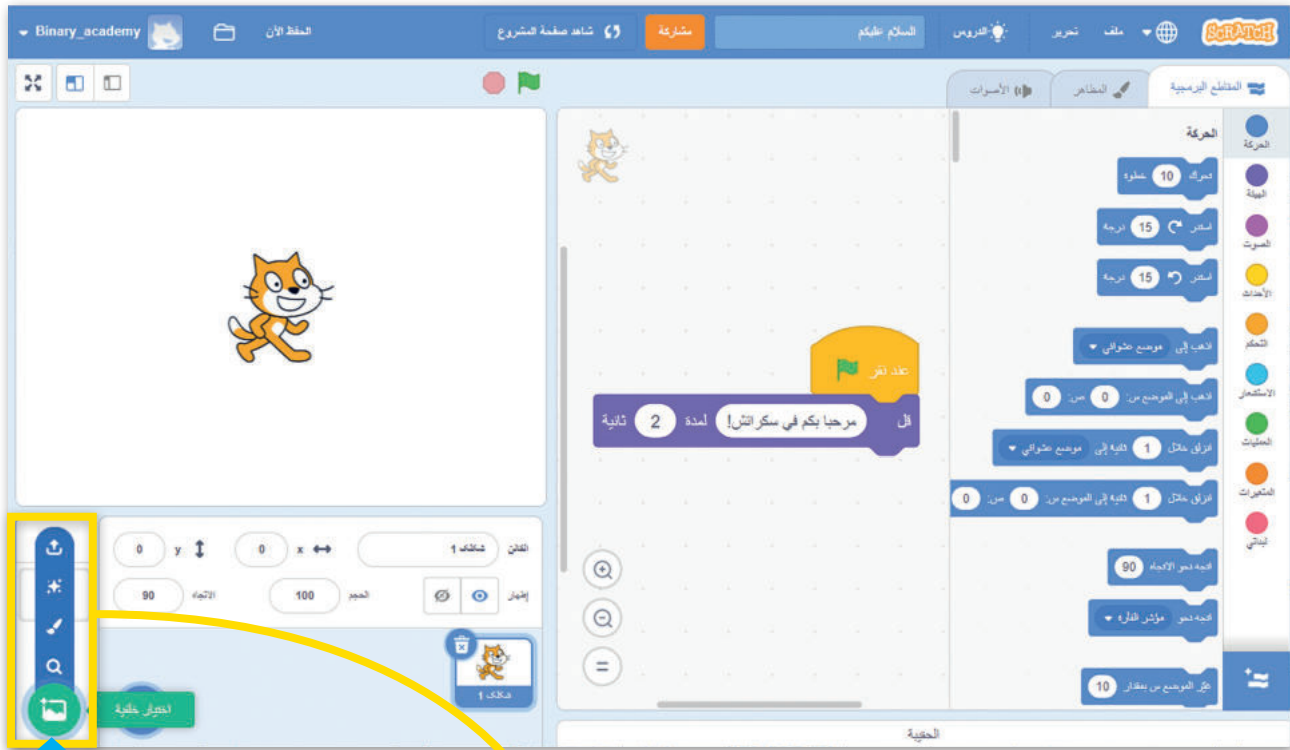 SCRATCH
ملف
تحرير
الدروس
السلام عليكم
مشاركة
شاهد صفحة المشروع
الحفظ الآن
Binary_academy
المقاطع البرمجية
المظاهر
الأصوات
الحركة
الهيئة
الصوت
الأحداث
التحكم
الاستشعار
العمليات
المتغيرات
لبناتي
الحركة
تحرك 10 خطوة
استدر 15 درجة
استدر 15 درجة
اذهب إلى موضع عشوائي
اذهب إلى الموضع س: 0 ص: 0
انزلق خلال 1 ثانية إلى موضع عشوائي
انزلق خلال 1 ثانية إلى الموضع س: 0 ص: 0
اتجه نحو الاتجاه 90
اتجه نحو مؤشر الفأرة
غيّر الموضع س بمقدار 10
عند نقر
قل مرحبا بكم في سكراتش! لمدة 2 ثانية
الكائن
x 0
y 0
إظهار
الحجم 100
الاتجاه 90
اختيار خلفية
الحقيبة